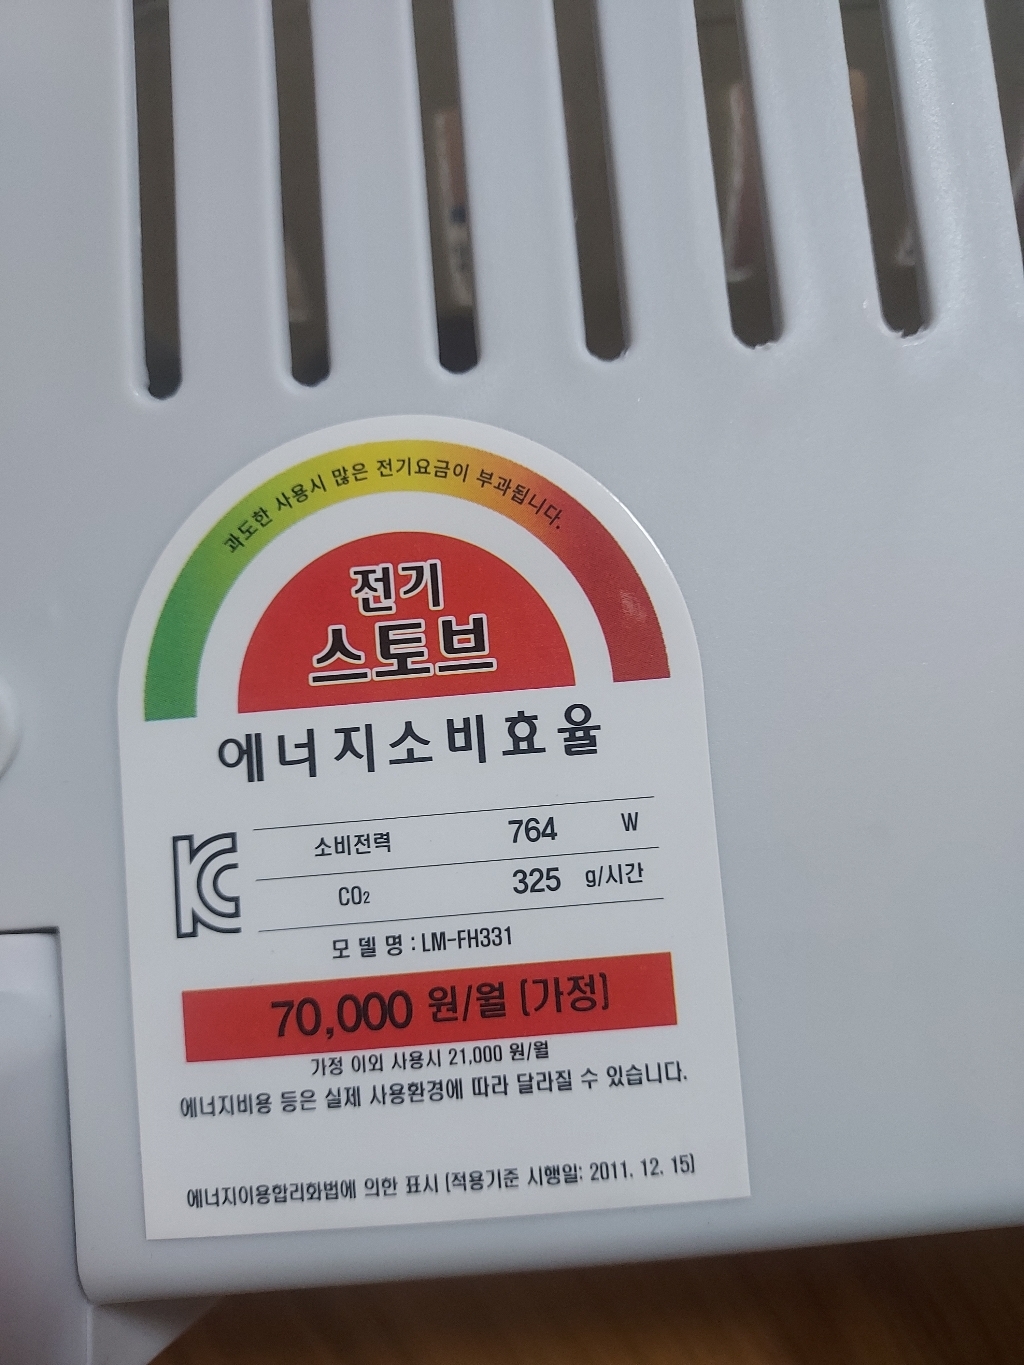 과도한 사용시 많은 전기요금이 부과됩니다.
전기
스토브
에너지소비효율
소비전력 764 W
CO₂ 325 g/시간
모 델 명 : LM-FH331
70,000 원/월 (가정)
가정 이외 사용시 21,000 원/월
에너지비용 등은 실제 사용환경에 따라 달라질 수 있습니다.
에너지이용합리화법에 의한 표시 (적용기준 시행일: 2011. 12. 15)